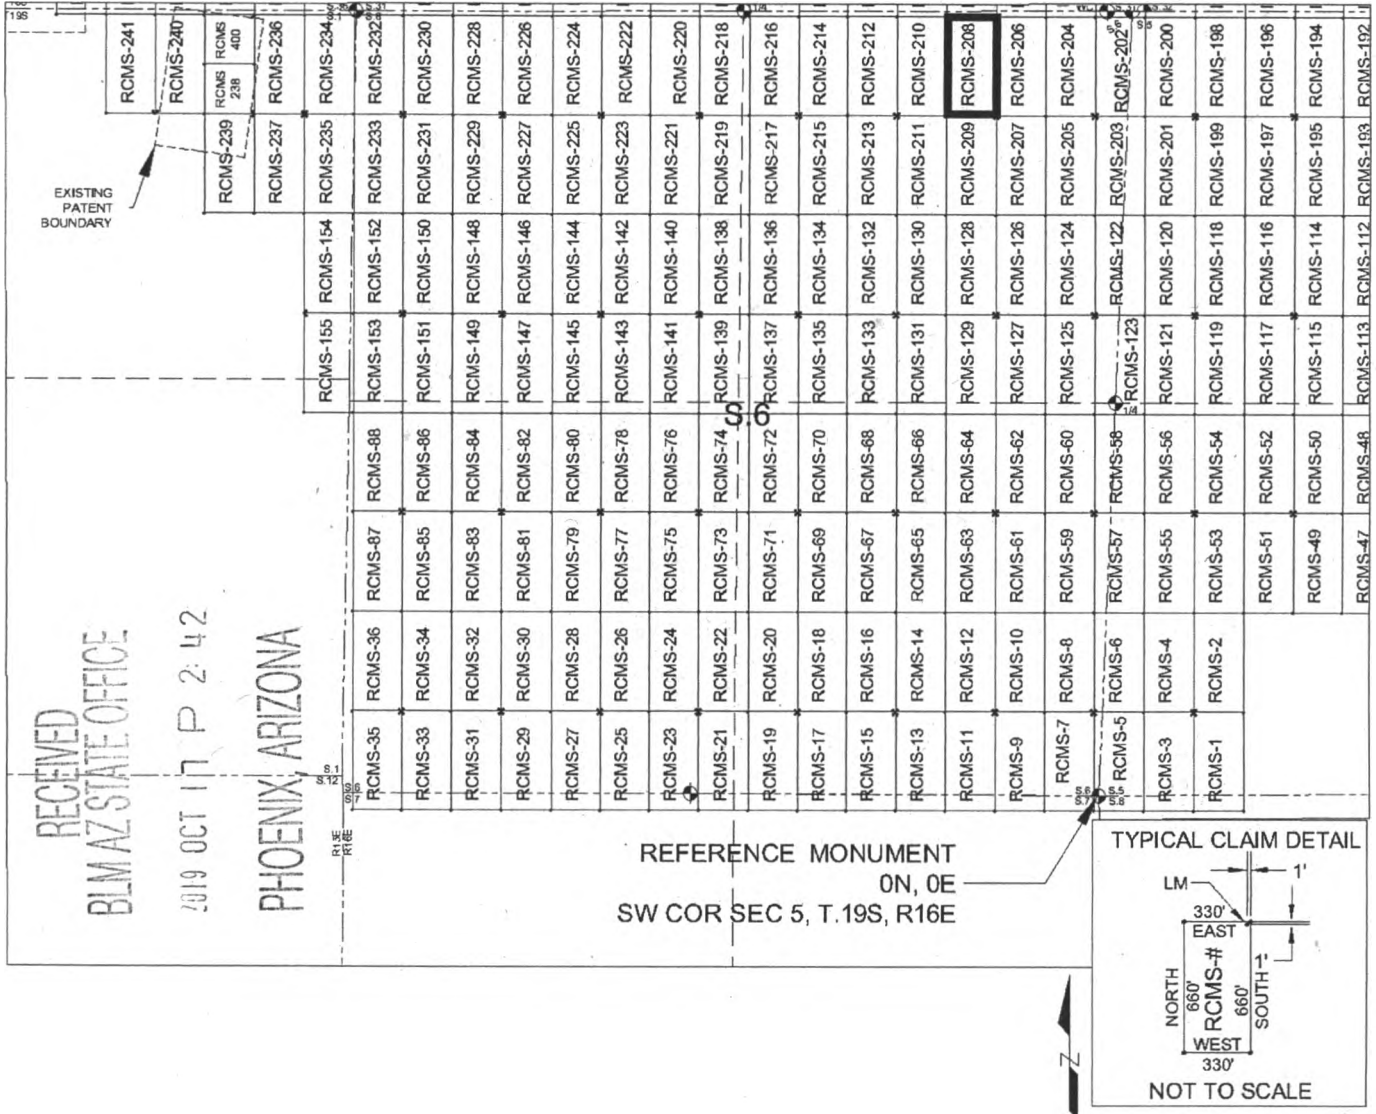 19S
S.1
S.6
1/4
WC
S.6
S.5
RCMS-241
RCMS-240
RCMS 400
RCMS 238
RCMS-236
RCMS-234
RCMS-232
RCMS-230
RCMS-228
RCMS-226
RCMS-224
RCMS-222
RCMS-220
RCMS-218
RCMS-216
RCMS-214
RCMS-212
RCMS-210
RCMS-208
RCMS-206
RCMS-204
RCMS-202
RCMS-200
RCMS-198
RCMS-196
RCMS-194
RCMS-192
RCMS-239
RCMS-237
RCMS-235
RCMS-233
RCMS-231
RCMS-229
RCMS-227
RCMS-225
RCMS-223
RCMS-221
RCMS-219
RCMS-217
RCMS-215
RCMS-213
RCMS-211
RCMS-209
RCMS-207
RCMS-205
RCMS-203
RCMS-201
RCMS-199
RCMS-197
RCMS-195
RCMS-193
EXISTING
PATENT
BOUNDARY
RCMS-154
RCMS-152
RCMS-150
RCMS-148
RCMS-146
RCMS-144
RCMS-142
RCMS-140
RCMS-138
RCMS-136
RCMS-134
RCMS-132
RCMS-130
RCMS-128
RCMS-126
RCMS-124
RCMS-122
RCMS-120
RCMS-118
RCMS-116
RCMS-114
RCMS-112
RCMS-155
RCMS-153
RCMS-151
RCMS-149
RCMS-147
RCMS-145
RCMS-143
RCMS-141
RCMS-139
RCMS-137
RCMS-135
RCMS-133
RCMS-131
RCMS-129
RCMS-127
RCMS-125
RCMS-123
RCMS-121
RCMS-119
RCMS-117
RCMS-115
RCMS-113
S.6
1/4
RCMS-88
RCMS-86
RCMS-84
RCMS-82
RCMS-80
RCMS-78
RCMS-76
RCMS-74
RCMS-72
RCMS-70
RCMS-68
RCMS-66
RCMS-64
RCMS-62
RCMS-60
RCMS-58
RCMS-56
RCMS-54
RCMS-52
RCMS-50
RCMS-48
RCMS-87
RCMS-85
RCMS-83
RCMS-81
RCMS-79
RCMS-77
RCMS-75
RCMS-73
RCMS-71
RCMS-69
RCMS-67
RCMS-65
RCMS-63
RCMS-61
RCMS-59
RCMS-57
RCMS-55
RCMS-53
RCMS-51
RCMS-49
RCMS-47
RCMS-36
RCMS-34
RCMS-32
RCMS-30
RCMS-28
RCMS-26
RCMS-24
RCMS-22
RCMS-20
RCMS-18
RCMS-16
RCMS-14
RCMS-12
RCMS-10
RCMS-8
RCMS-6
RCMS-4
RCMS-2
RCMS-35
RCMS-33
RCMS-31
RCMS-29
RCMS-27
RCMS-25
RCMS-23
RCMS-21
RCMS-19
RCMS-17
RCMS-15
RCMS-13
RCMS-11
RCMS-9
RCMS-7
RCMS-5
RCMS-3
RCMS-1
RECEIVED
BLM AZ STATE OFFICE
2019 OCT 17 P 2:42
PHOENIX, ARIZONA
S.1
S.12
S.6
S.7
R15E
R16E
S.6
S.5
S.7
S.8
REFERENCE MONUMENT
0N, 0E
SW COR SEC 5, T.19S, R16E
TYPICAL CLAIM DETAIL
LM
1'
330'
EAST
NORTH
660'
RCMS-#
660'
SOUTH
1'
WEST
330'
NOT TO SCALE
N